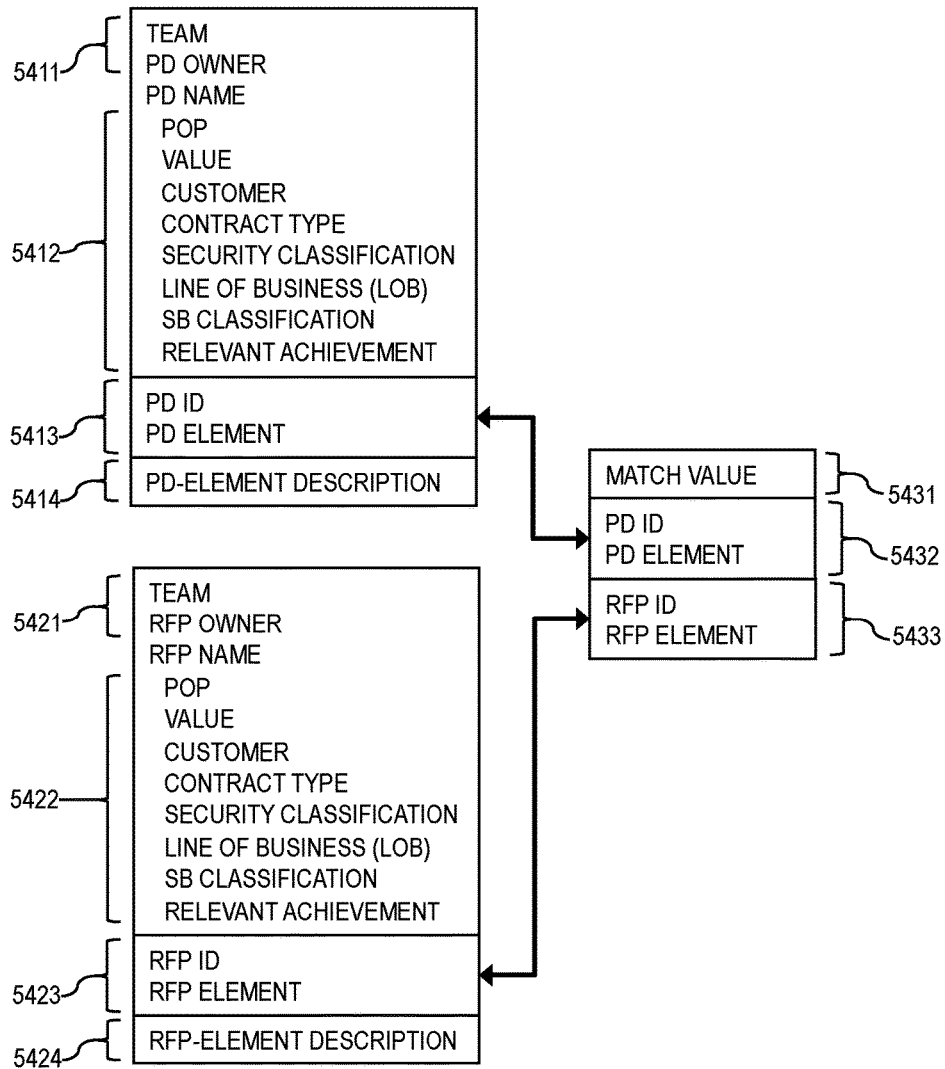 TEAM
PD OWNER
5411
PD NAME
POP
VALUE
CUSTOMER
CONTRACT TYPE
5412
SECURITY CLASSIFICATION
LINE OF BUSINESS (LOB)
SB CLASSIFICATION
RELEVANT ACHIEVEMENT
PD ID
5413
PD ELEMENT
5414
PD-ELEMENT DESCRIPTION
MATCH VALUE
5431
PD ID
PD ELEMENT
5432
RFP ID
RFP ELEMENT
5433
TEAM
5421
RFP OWNER
RFP NAME
POP
VALUE
CUSTOMER
CONTRACT TYPE
5422
SECURITY CLASSIFICATION
LINE OF BUSINESS (LOB)
SB CLASSIFICATION
RELEVANT ACHIEVEMENT
RFP ID
5423
RFP ELEMENT
5424
RFP-ELEMENT DESCRIPTION